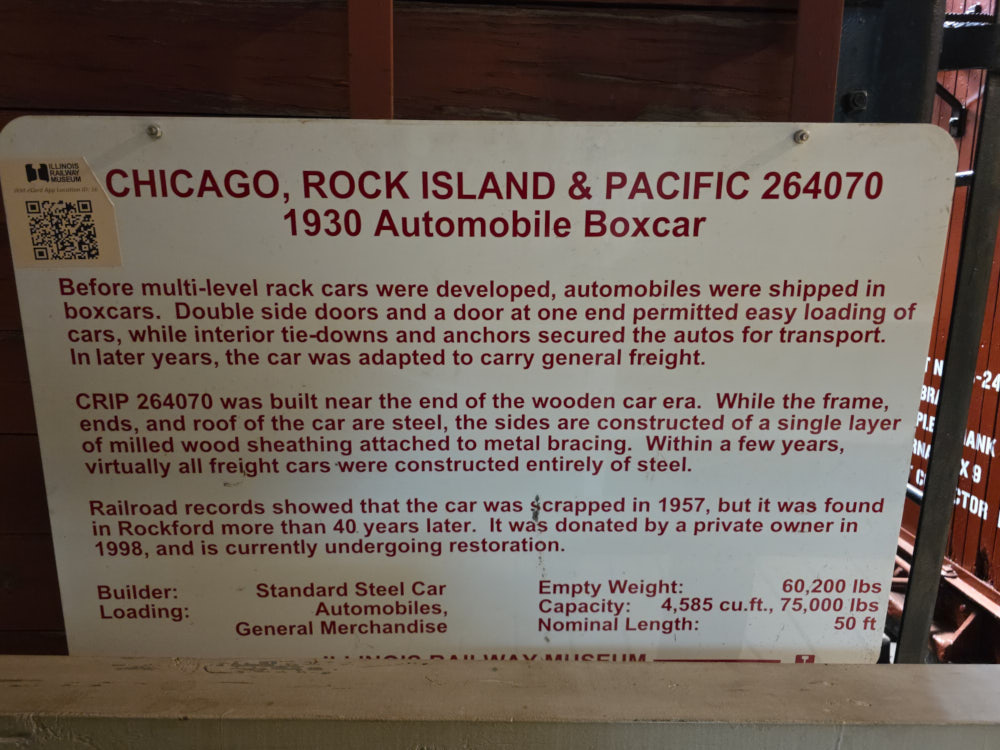 ILLINOIS
RAILWAY
MUSEUM
CHICAGO, ROCK ISLAND & PACIFIC 264070
1930 Automobile Boxcar
Before multi-level rack cars were developed, automobiles were shipped in
boxcars. Double side doors and a door at one end permitted easy loading of
cars, while interior tie-downs and anchors secured the autos for transport.
In later years, the car was adapted to carry general freight.
CRIP 264070 was built near the end of the wooden car era. While the frame,
ends, and roof of the car are steel, the sides are constructed of a single layer
of milled wood sheathing attached to metal bracing. Within a few years,
virtually all freight cars were constructed entirely of steel.
Railroad records showed that the car was scrapped in 1957, but it was found
in Rockford more than 40 years later. It was donated by a private owner in
1998, and is currently undergoing restoration.
Builder: Standard Steel Car
Loading: Automobiles,
General Merchandise
Empty Weight: 60,200 lbs
Capacity: 4,585 cu.ft., 75,000 lbs
Nominal Length: 50 ft
ILLINOIS RAILWAY MUSEUM
-24
ANK
X 9
CTOR